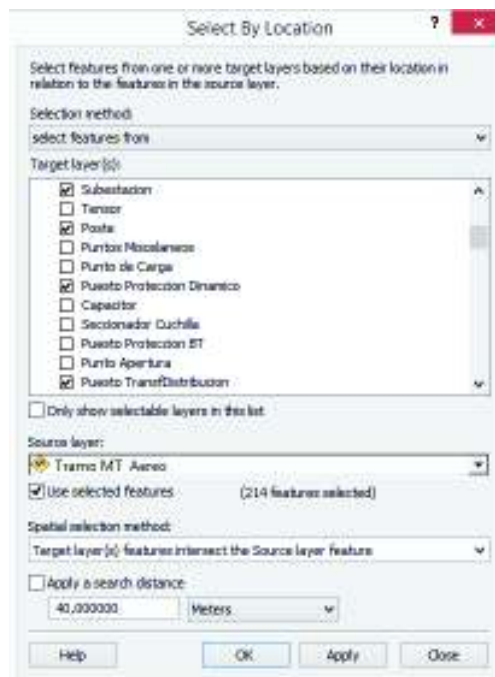 Select By Location
?
Select features from one or more target layers based on their location in
relation to the features in the source layer.
Selection method:
select features from
Target layer(s):
Subestacion
Tensor
Poste
Puntos Miscelaneos
Punto de Carga
Puesto Proteccion Dinamico
Capacitor
Seccionador Cuchilla
Puesto Proteccion BT
Punto Apertura
Puesto TransfDistribucion
Only show selectable layers in this list
Source layer:
Tramo MT Aereo
Use selected features (214 features selected)
Spatial selection method:
Target layer(s) features intersect the Source layer feature
Apply a search distance
40,000000 Meters
Help OK Apply Close